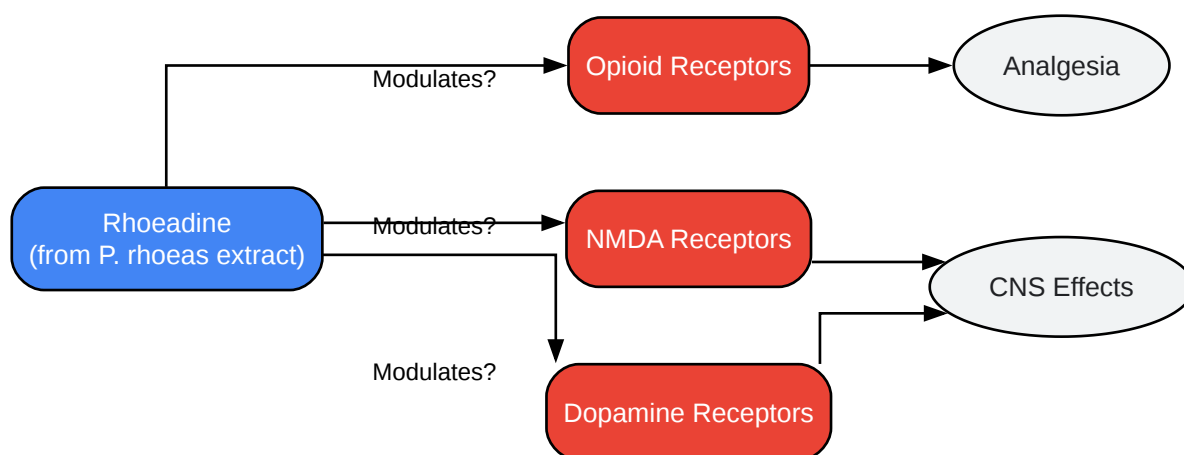 Opioid Receptors
Analgesia
Modulates?
Rhoeadine
(from P. rhoeas extract)
Modulates?
NMDA Receptors
CNS Effects
Modulates?
Dopamine Receptors